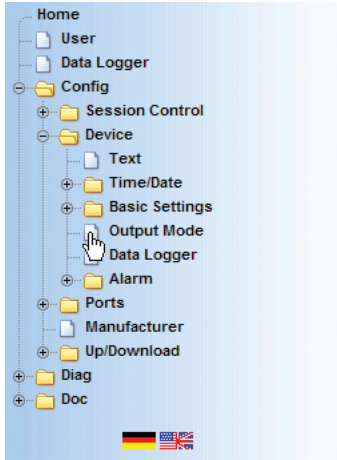 Home
User
Data Logger
Config
Session Control
Device
Text
Time/Date
Basic Settings
Output Mode
Data Logger
Alarm
Ports
Manufacturer
Up/Download
Diag
Doc